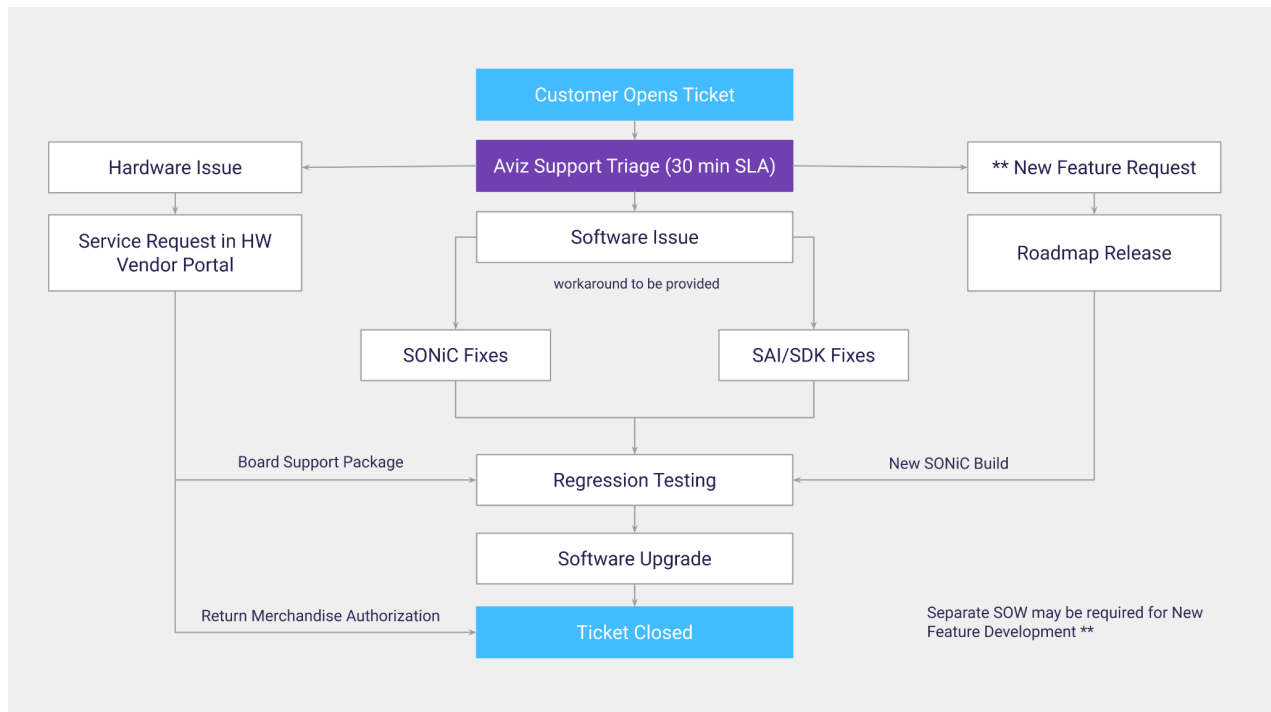 Customer Opens Ticket
Hardware Issue
Aviz Support Triage (30 min SLA)
** New Feature Request
Service Request in HW
Vendor Portal
Software Issue
Roadmap Release
workaround to be provided
SONiC Fixes
SAI/SDK Fixes
Board Support Package
Regression Testing
New SONiC Build
Software Upgrade
Return Merchandise Authorization
Ticket Closed
Separate SOW may be required for New
Feature Development **